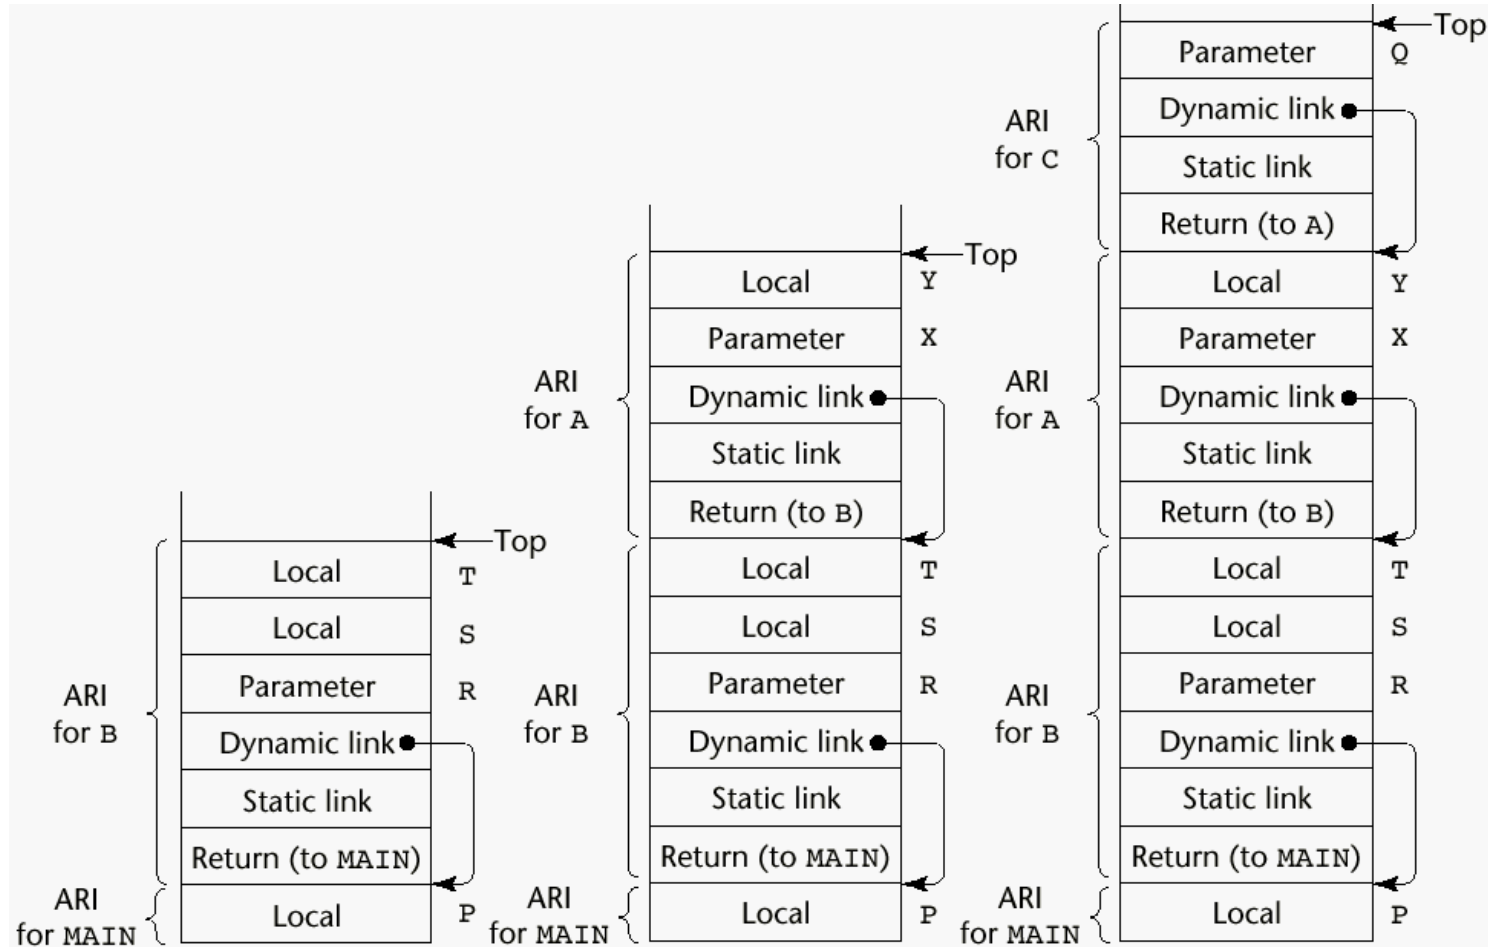 Top
Local T
Local S
Parameter R
Dynamic link
Static link
Return (to MAIN)
Local P
ARI
for B
ARI
for MAIN
Top
Local Y
Parameter X
Dynamic link
Static link
Return (to B)
Local T
Local S
Parameter R
Dynamic link
Static link
Return (to MAIN)
Local P
ARI
for A
ARI
for B
ARI
for MAIN
Top
Parameter Q
Dynamic link
Static link
Return (to A)
Local Y
Parameter X
Dynamic link
Static link
Return (to B)
Local T
Local S
Parameter R
Dynamic link
Static link
Return (to MAIN)
Local P
ARI
for C
ARI
for A
ARI
for B
ARI
for MAIN